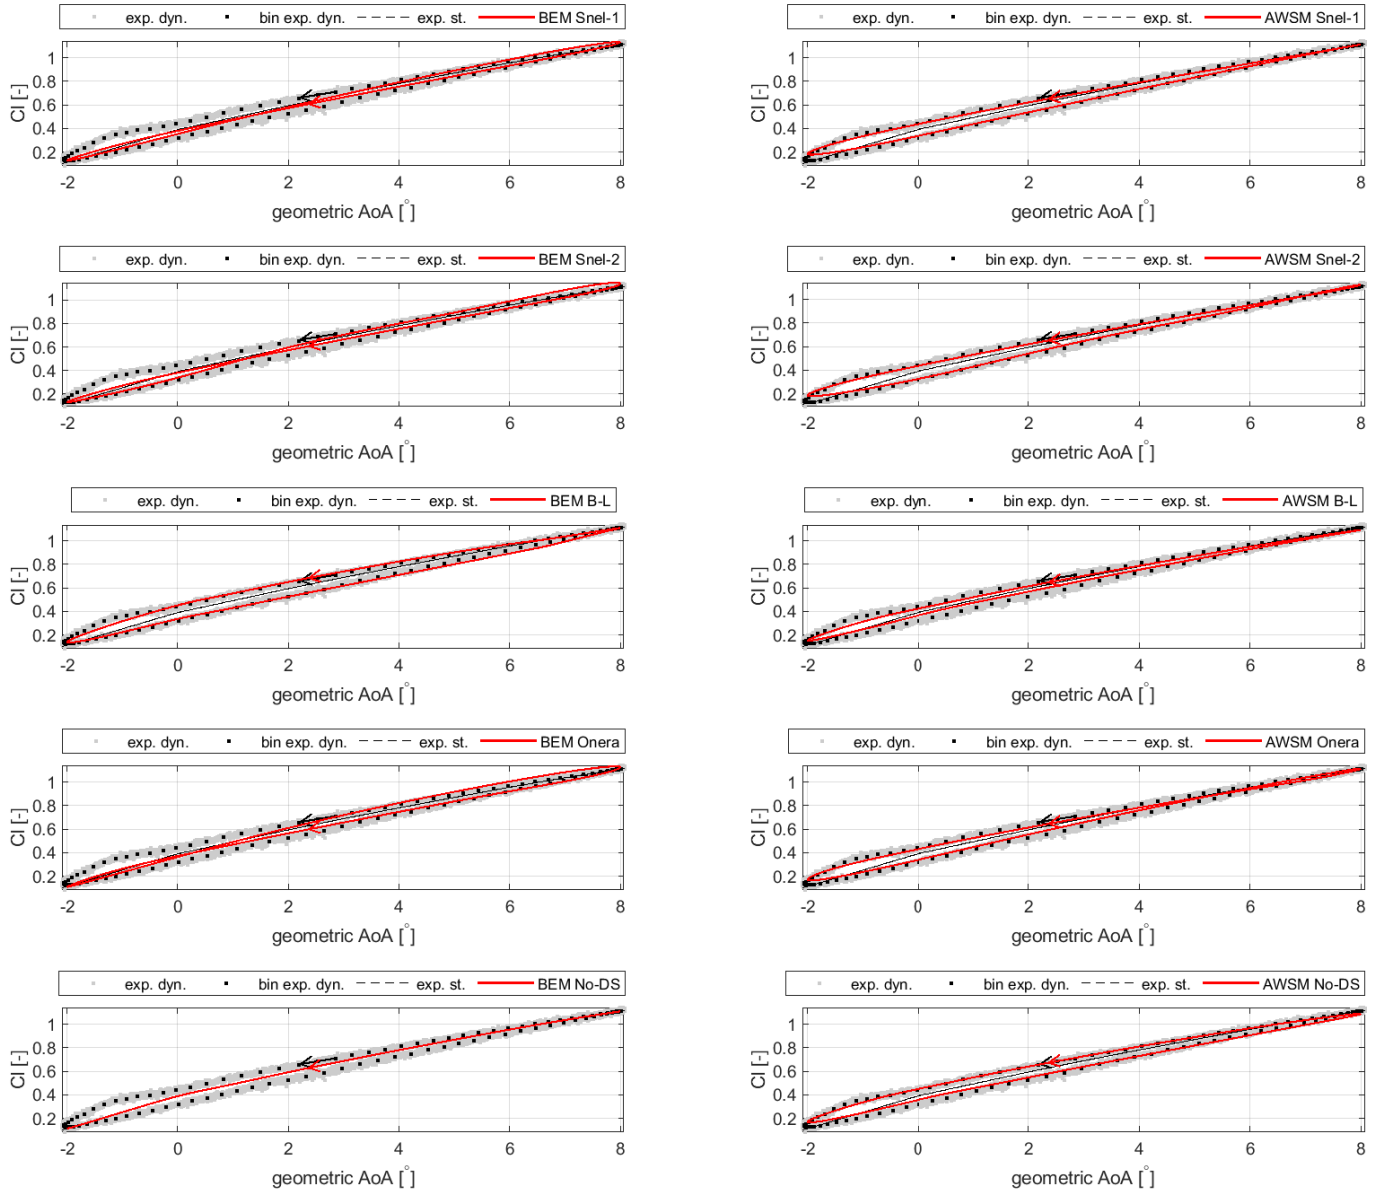 exp. dyn. bin exp. dyn. exp. st. BEM Snel-1
Cl [-]
1
0.8
0.6
0.4
0.2
-2 0 2 4 6 8
geometric AoA [°]
exp. dyn. bin exp. dyn. exp. st. AWSM Snel-1
Cl [-]
1
0.8
0.6
0.4
0.2
-2 0 2 4 6 8
geometric AoA [°]
exp. dyn. bin exp. dyn. exp. st. BEM Snel-2
Cl [-]
1
0.8
0.6
0.4
0.2
-2 0 2 4 6 8
geometric AoA [°]
exp. dyn. bin exp. dyn. exp. st. AWSM Snel-2
Cl [-]
1
0.8
0.6
0.4
0.2
-2 0 2 4 6 8
geometric AoA [°]
exp. dyn. bin exp. dyn. exp. st. BEM B-L
Cl [-]
1
0.8
0.6
0.4
0.2
-2 0 2 4 6 8
geometric AoA [°]
exp. dyn. bin exp. dyn. exp. st. AWSM B-L
Cl [-]
1
0.8
0.6
0.4
0.2
-2 0 2 4 6 8
geometric AoA [°]
exp. dyn. bin exp. dyn. exp. st. BEM Onera
Cl [-]
1
0.8
0.6
0.4
0.2
-2 0 2 4 6 8
geometric AoA [°]
exp. dyn. bin exp. dyn. exp. st. AWSM Onera
Cl [-]
1
0.8
0.6
0.4
0.2
-2 0 2 4 6 8
geometric AoA [°]
exp. dyn. bin exp. dyn. exp. st. BEM No-DS
Cl [-]
1
0.8
0.6
0.4
0.2
-2 0 2 4 6 8
geometric AoA [°]
exp. dyn. bin exp. dyn. exp. st. AWSM No-DS
Cl [-]
1
0.8
0.6
0.4
0.2
-2 0 2 4 6 8
geometric AoA [°]